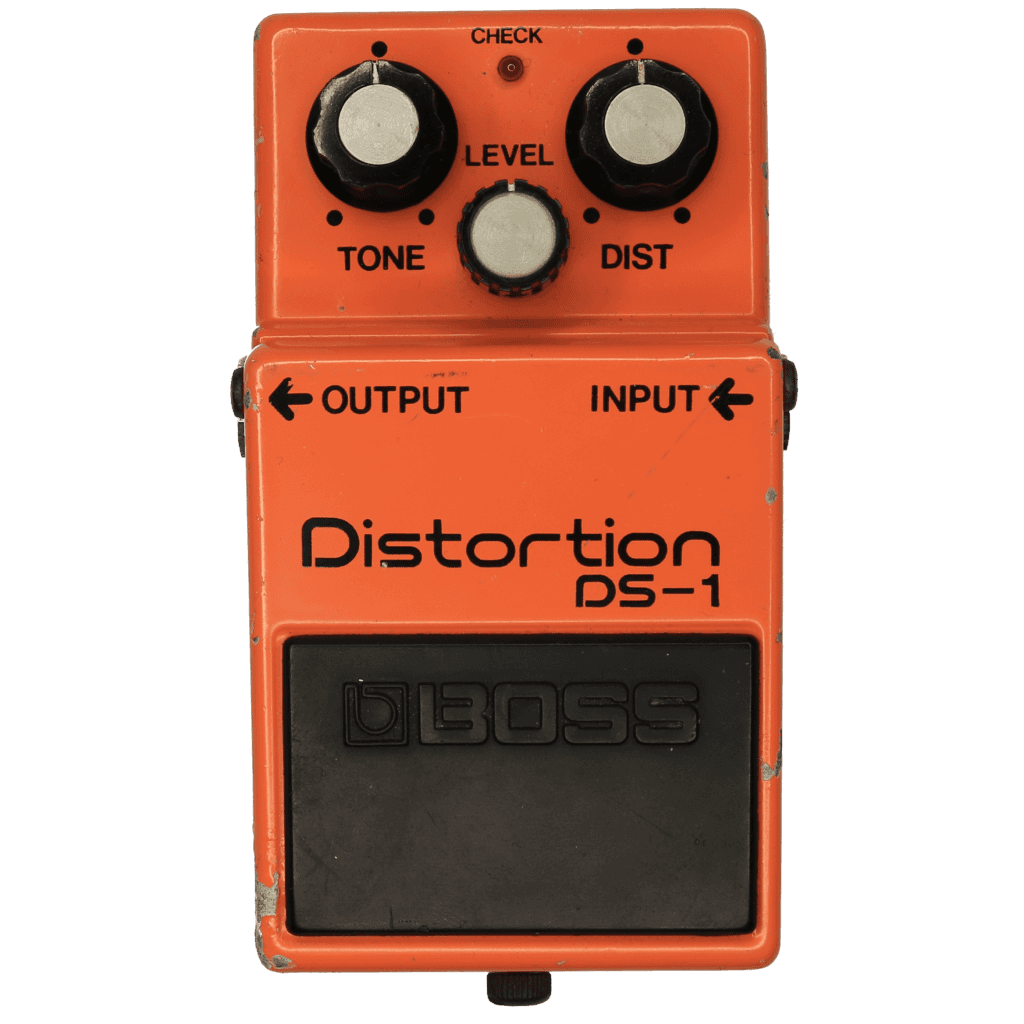 CHECK
LEVEL
TONE
DIST
OUTPUT
INPUT
Distortion
DS-1
BOSS